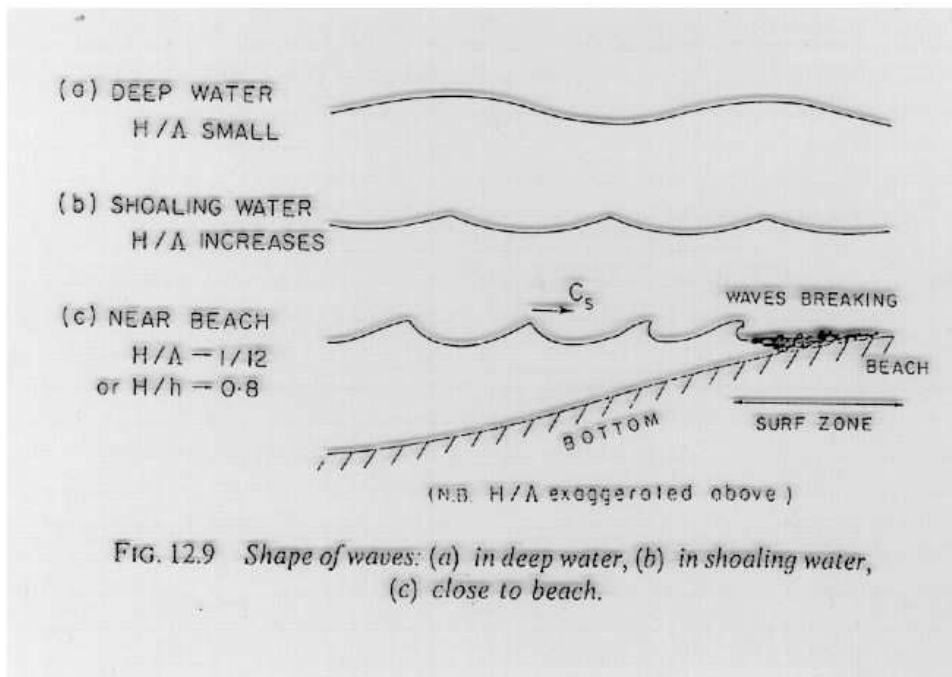 (a) DEEP WATER
H/Λ SMALL
(b) SHOALING WATER
H/Λ INCREASES
Cs
WAVES BREAKING
(c) NEAR BEACH
H/Λ — 1/12
or H/h — 0·8
BEACH
BOTTOM
SURF ZONE
(N.B. H/Λ exaggerated above)
FIG. 12.9 Shape of waves: (a) in deep water, (b) in shoaling water,
(c) close to beach.